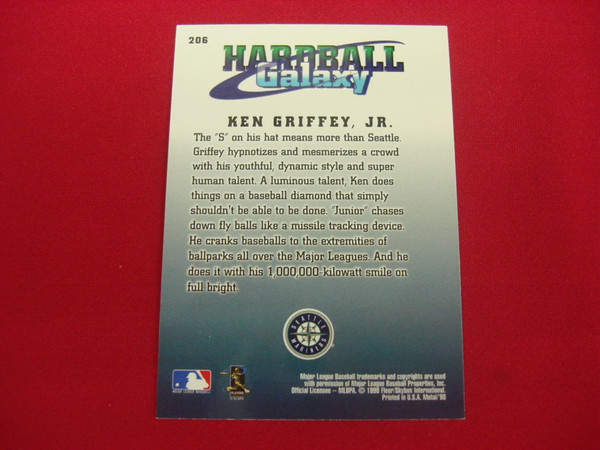 206
HARDBALL
Galaxy
KEN GRIFFEY, JR.
The "S" on his hat means more than Seattle.
Griffey hypnotizes and mesmerizes a crowd
with his youthful, dynamic style and super
human talent. A luminous talent, Ken does
things on a baseball diamond that simply
shouldn't be able to be done. "Junior" chases
down fly balls like a missile tracking device.
He cranks baseballs to the extremities of
ballparks all over the Major Leagues. And he
does it with his 1,000,000-kilowatt smile on
full bright.
SEATTLE
MARINERS
Major League Baseball trademarks and copyrights are used
with permission of Major League Baseball Properties, Inc.
Official Licensee – MLBPA. © 1998 Fleer/Skybox International.
Printed in U.S.A. Metal'98